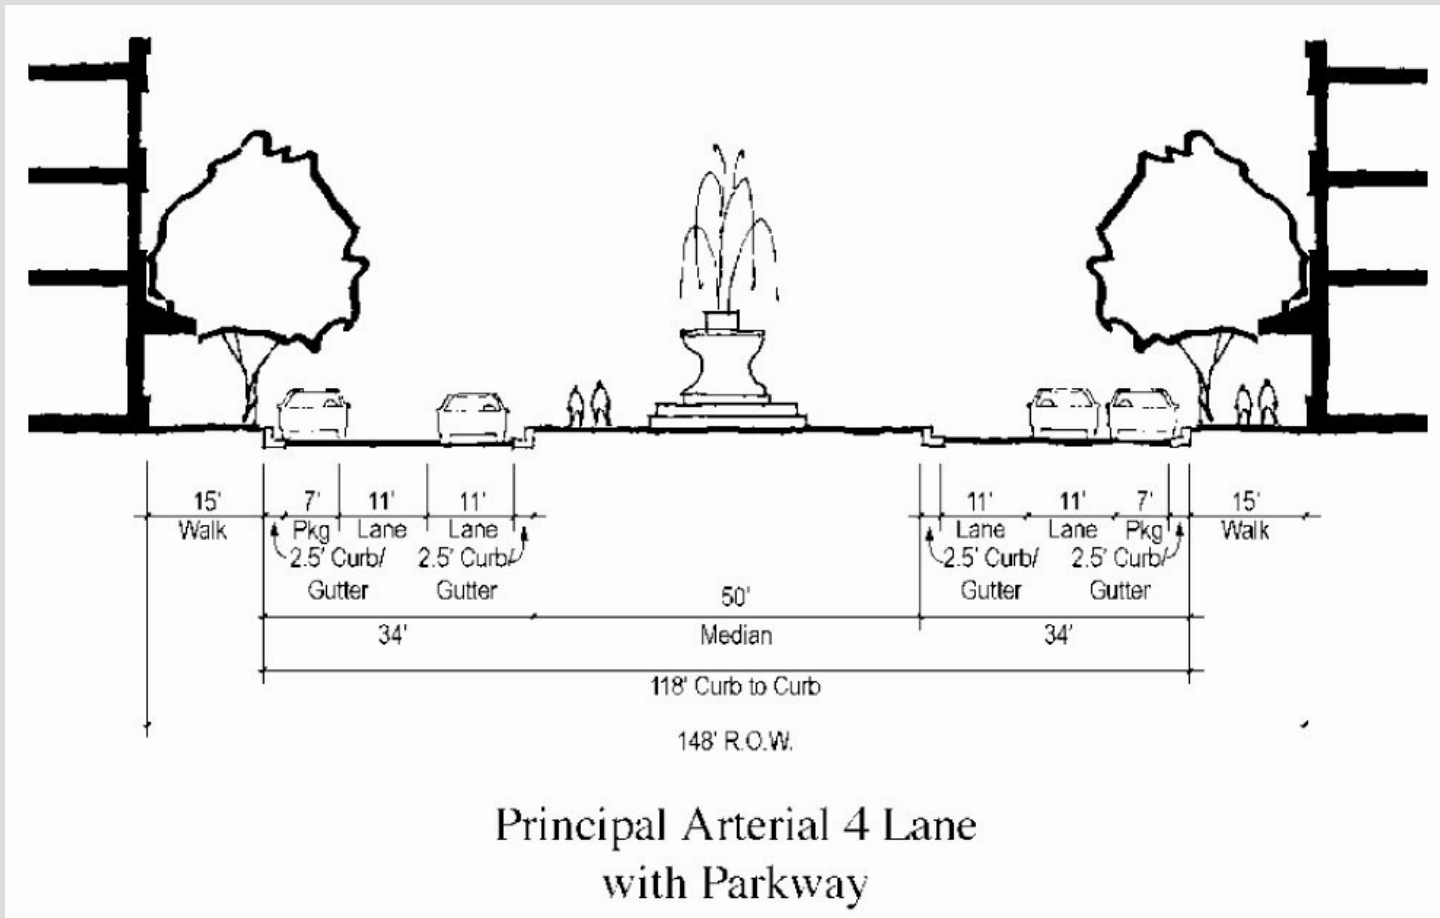 15' 7' 11' 11' 11' 11' 7' 15'
Walk Pkg Lane Lane Lane Lane Pkg Walk
2.5' Curb/ 2.5' Curb/ 2.5' Curb/ 2.5' Curb/
Gutter Gutter Gutter Gutter
50'
34' Median 34'
118' Curb to Curb
148' R.O.W.
Principal Arterial 4 Lane
with Parkway